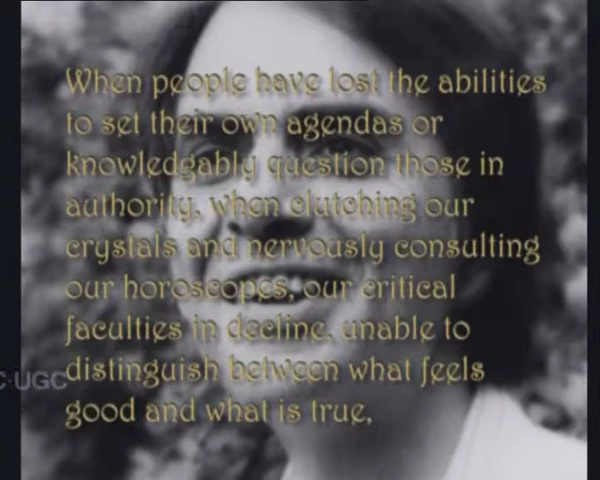 When people have lost the abilities
to set their own agendas or
knowledgably question those in
authority, when clutching our
crystals and nervously consulting
our horoscopes, our critical
faculties in decline, unable to
distinguish between what feels
good and what is true,
C-UGC